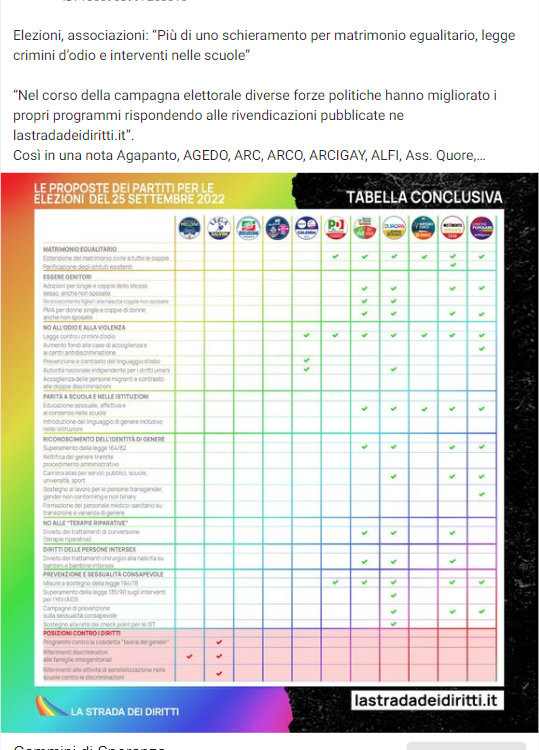 Elezioni, associazioni: “Più di uno schieramento per matrimonio egualitario, legge
crimini d’odio e interventi nelle scuole”
“Nel corso della campagna elettorale diverse forze politiche hanno migliorato i
propri programmi rispondendo alle rivendicazioni pubblicate ne
lastradadeidiritti.it”.
Così in una nota Agapanto, AGEDO, ARC, ARCO, ARCIGAY, ALFI, Ass. Quore,...
LE PROPOSTE DEI PARTITI PER LE
ELEZIONI DEL 25 SETTEMBRE 2022
TABELLA CONCLUSIVA
MELONI
LEGA
SALVINI
CALENDA
PD
+EUROPA
MATRIMONIO EGUALITARIO
Estensione del matrimonio civile a tutte le coppie
Parificazione degli istituti esistenti
ESSERE GENITORI
Adozioni per single e coppie dello stesso
sesso, anche non sposate
Riconoscimento figli/e alla nascita coppie non sposate
PMA per donne single e coppie di donne,
anche non sposate
NO ALL'ODIO E ALLA VIOLENZA
Legge contro i crimini d'odio
Aumento fondi alle case di accoglienza e
ai centri antidiscriminazione
Prevenzione e contrasto del linguaggio d'odio
Autorità nazionale indipendente per i diritti umani
Accoglienza delle persone migranti e contrasto
alle doppie discriminazioni
PARITÀ A SCUOLA E NELLE ISTITUZIONI
Educazione sessuale, affettiva e
al consenso nelle scuole
Introduzione del linguaggio di genere inclusivo
nelle istituzioni
RICONOSCIMENTO DELL'IDENTITÀ DI GENERE
Superamento della legge 164/82
Rettifica del genere tramite
procedimento amministrativo
Carriera alias per servizi pubblici, scuole,
università, sport
Sostegno al lavoro per le persone transgender,
gender non conforming e non binary
Formazione del personale medico-sanitario su
transizione e varianza di genere
NO ALLE "TERAPIE RIPARATIVE"
Divieto dei trattamenti di conversione
(terapie riparative)
DIRITTI DELLE PERSONE INTERSEX
Divieto dei trattamenti chirurgici alla nascita su
bambini e bambine intersex
PREVENZIONE E SESSUALITÀ CONSAPEVOLE
Misure a sostegno della legge 194/78
Superamento della legge 135/90 sugli interventi
per l'HIV/AIDS
Campagne di prevenzione
sulla sessualità consapevole
Sostegno alla rete dei check point per le IST
POSIZIONI CONTRO I DIRITTI
Programmi contro la cosiddetta "teoria del gender"
Riferimenti discriminatori
alle famiglie omogenitoriali
Riferimenti alle attività di sensibilizzazione nelle
scuole contro le discriminazioni
LA STRADA DEI DIRITTI
lastradadeidiritti.it